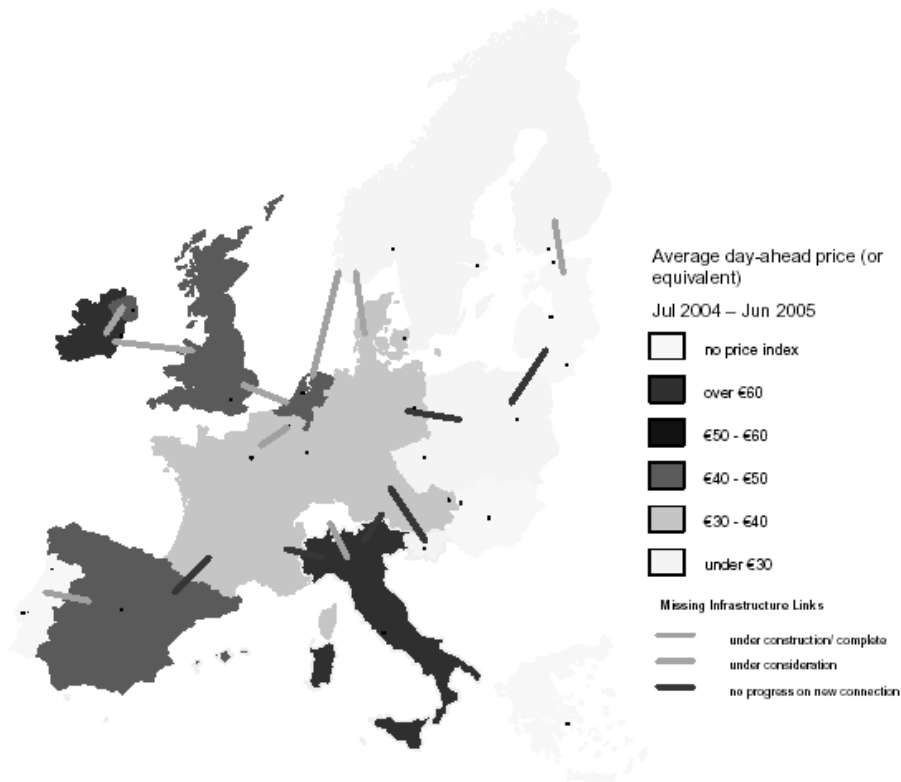 Average day-ahead price (or
equivalent)
Jul 2004 – Jun 2005
no price index
over €60
€50 - €60
€40 - €50
€30 - €40
under €30
Missing Infrastructure Links
under construction/ complete
under consideration
no progress on new connection